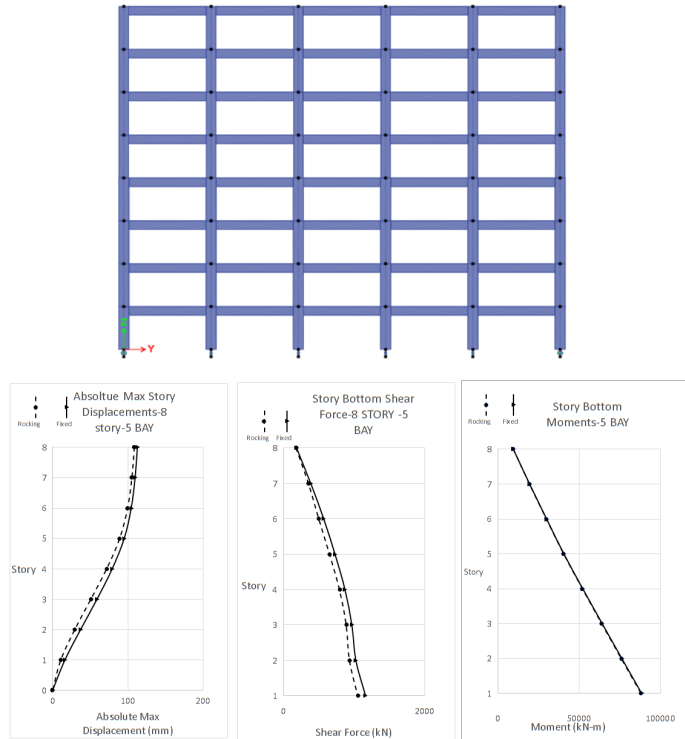 Z
Y
Absoltue Max Story
Displacements-8
story-5 BAY
Rocking Fixed
8
7
6
5
4
3
2
1
0
Story
0 100 200
Absolute Max
Displacement (mm)
Story Bottom Shear
Force-8 STORY -5
BAY
Rocking Fixed
8
7
6
5
4
3
2
1
Story
0 2000
Shear Force (kN)
Story Bottom
Moments-5 BAY
Rocking Fixed
8
7
6
5
4
3
2
1
Story
0 50000 100000
Moment (kN-m)